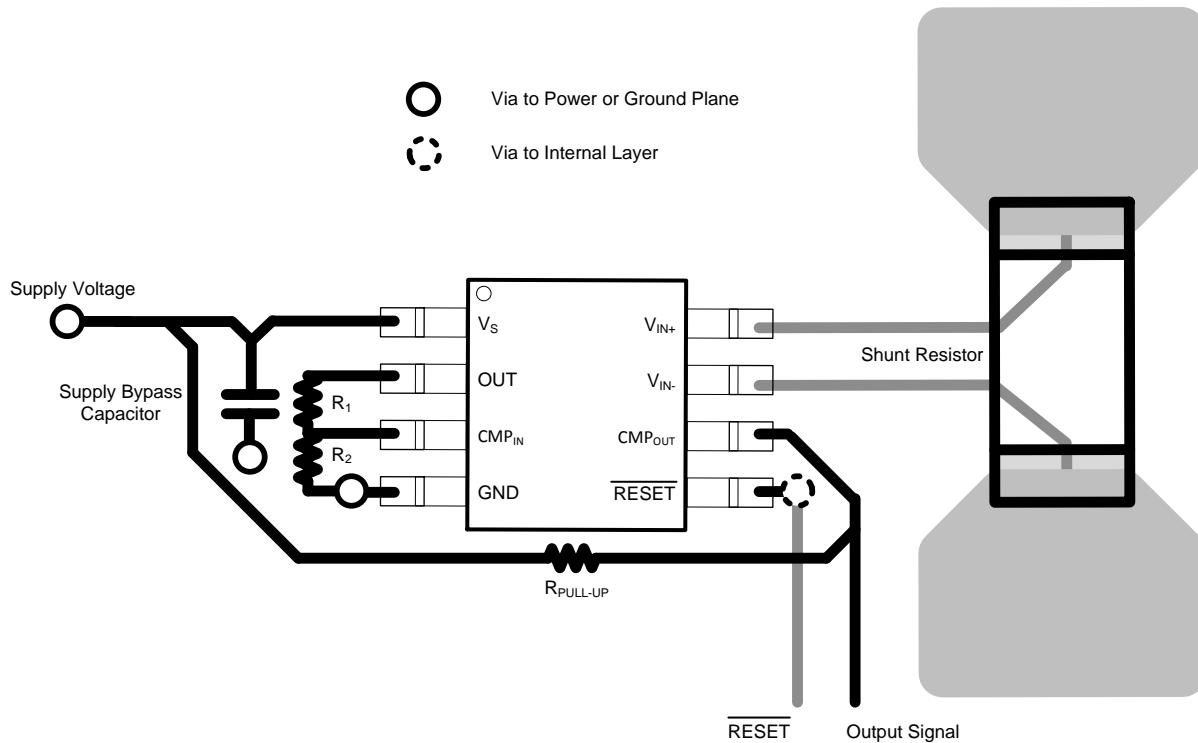 Via to Power or Ground Plane
Via to Internal Layer
Supply Voltage
Supply Bypass
Capacitor
R1
R2
VS
OUT
CMPIN
GND
VIN+
VIN-
CMPOUT
RESET
Shunt Resistor
RPULL-UP
RESET
Output Signal